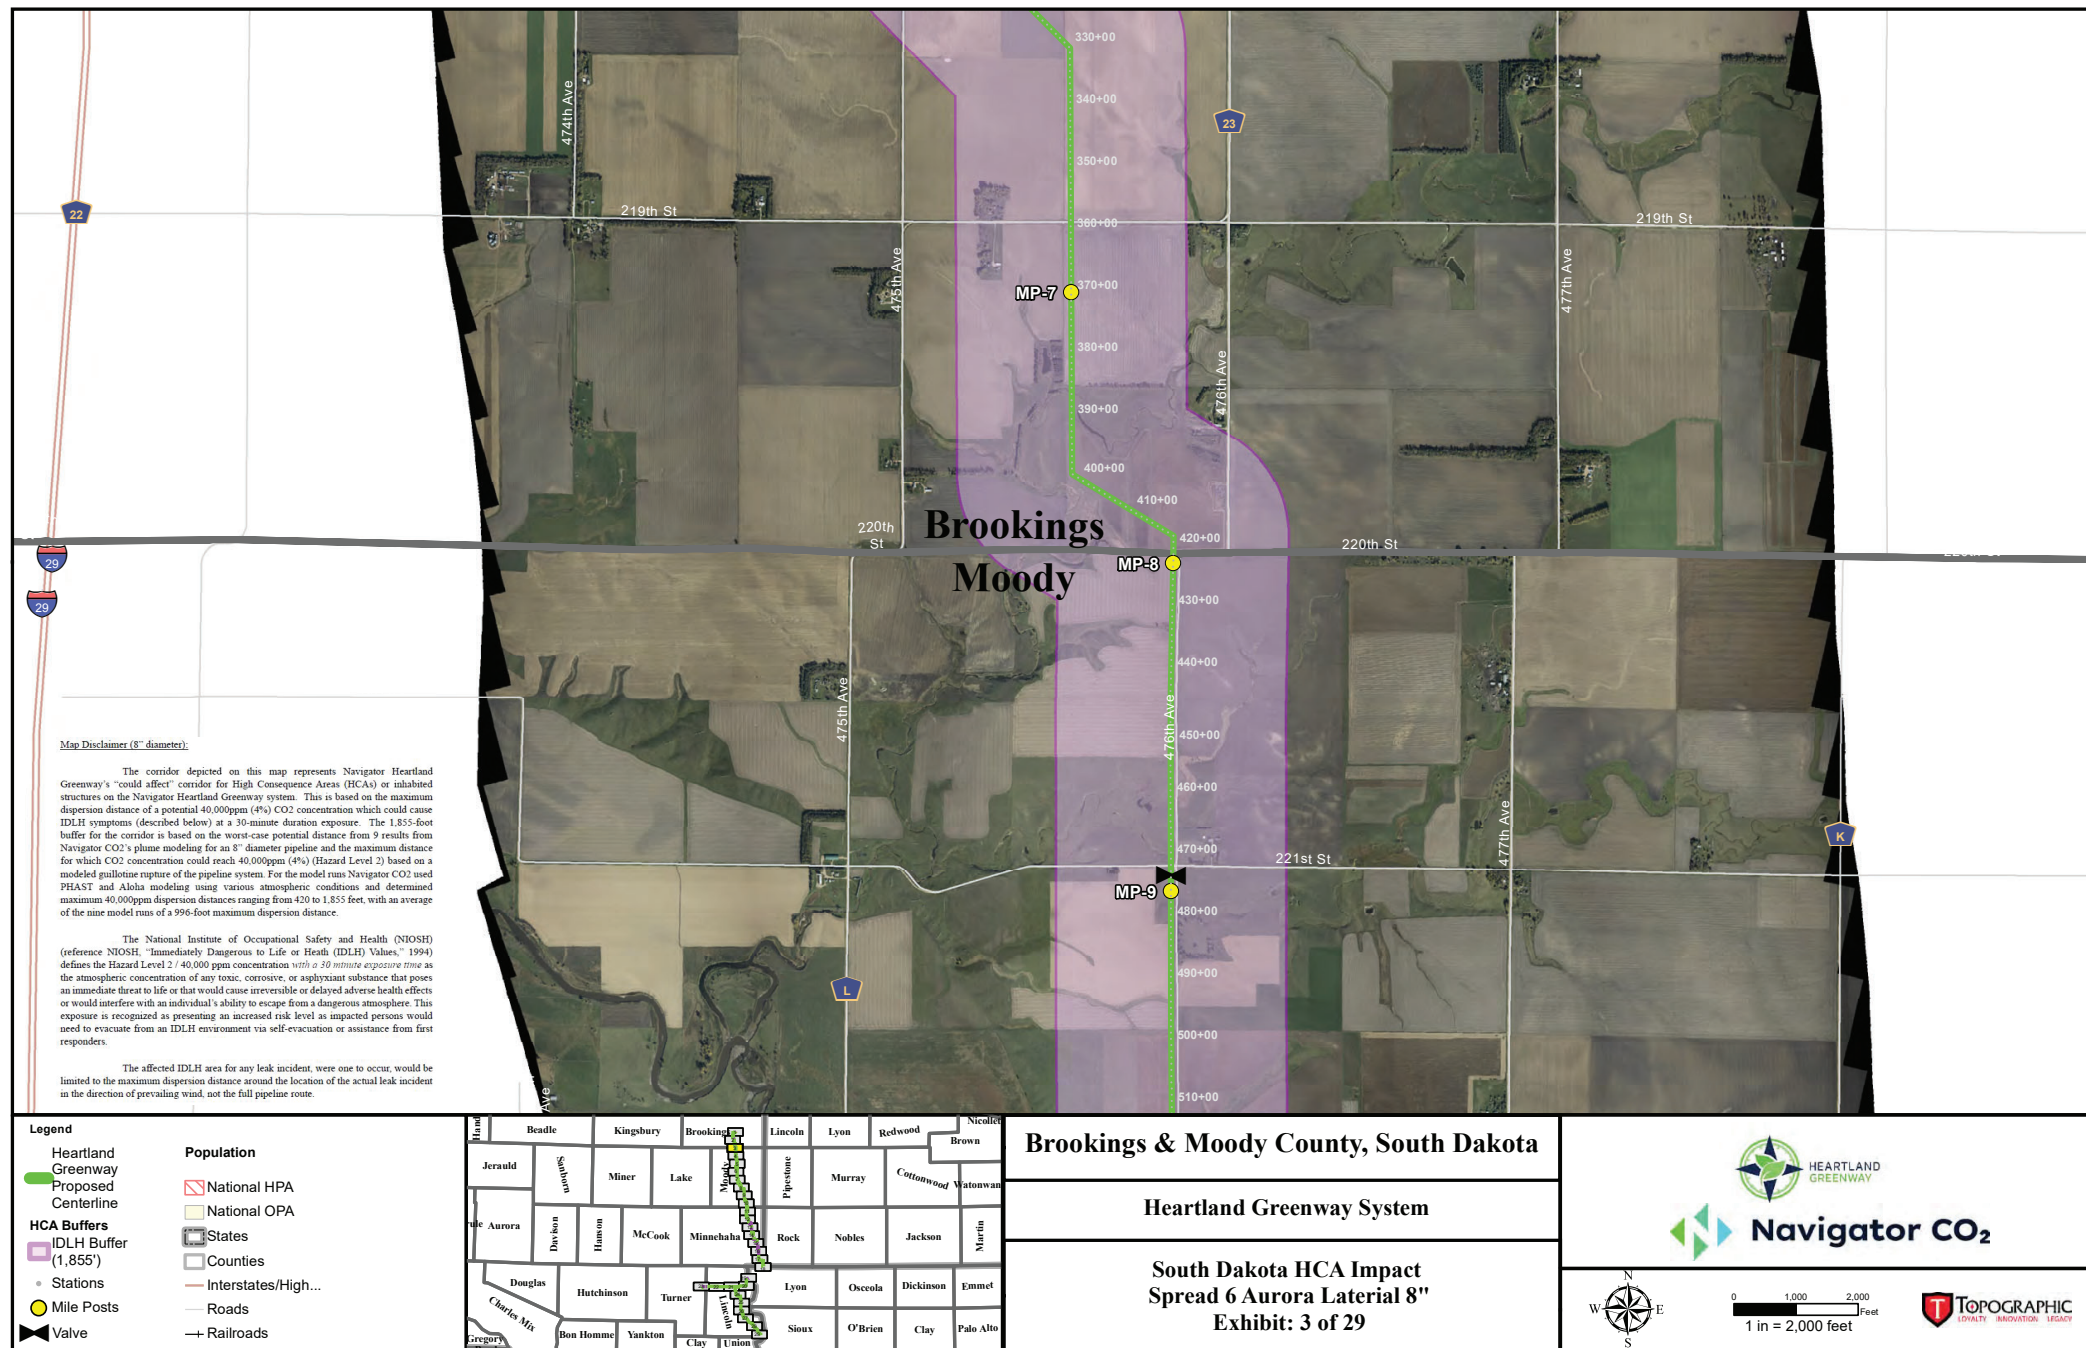 330+00
340+00
474th Ave
23
350+00
22
219th St
360+00
219th St
475th Ave
477th Ave
MP-7
370+00
380+00
476th Ave
390+00
400+00
410+00
220th
St
Brookings
420+00
220th St
29
MP-8
Moody
29
430+00
440+00
475th Ave
476th Ave
450+00
460+00
477th Ave
K
470+00
221st St
MP-9
480+00
490+00
L
500+00
Ave
510+00
Map Disclaimer (8" diameter):
The corridor depicted on this map represents Navigator Heartland
Greenway's "could affect" corridor for High Consequence Areas (HCAs) or inhabited
structures on the Navigator Heartland Greenway system. This is based on the maximum
dispersion distance of a potential 40,000ppm (4%) CO2 concentration which could cause
IDLH symptoms (described below) at a 30-minute duration exposure. The 1,855-foot
buffer for the corridor is based on the worst-case potential distance from 9 results from
Navigator CO2's plume modeling for an 8" diameter pipeline and the maximum distance
for which CO2 concentration could reach 40,000ppm (4%) (Hazard Level 2) based on a
modeled guillotine rupture of the pipeline system. For the model runs Navigator CO2 used
PHAST and Aloha modeling using various atmospheric conditions and determined
maximum 40,000ppm dispersion distances ranging from 420 to 1,855 feet, with an average
of the nine model runs of a 996-foot maximum dispersion distance.
The National Institute of Occupational Safety and Health (NIOSH)
(reference NIOSH, "Immediately Dangerous to Life or Heath (IDLH) Values," 1994)
defines the Hazard Level 2 / 40,000 ppm concentration with a 30 minute exposure time as
the atmospheric concentration of any toxic, corrosive, or asphyxiant substance that poses
an immediate threat to life or that would cause irreversible or delayed adverse health effects
or would interfere with an individual's ability to escape from a dangerous atmosphere. This
exposure is recognized as presenting an increased risk level as impacted persons would
need to evacuate from an IDLH environment via self-evacuation or assistance from first
responders.
The affected IDLH area for any leak incident, were one to occur, would be
limited to the maximum dispersion distance around the location of the actual leak incident
in the direction of prevailing wind, not the full pipeline route.
Legend
Heartland
Greenway
Proposed
Centerline
HCA Buffers
IDLH Buffer
(1,855')
Stations
Mile Posts
Valve
Population
National HPA
National OPA
States
Counties
Interstates/High...
Roads
Railroads
Hand
Beadle
Kingsbury
Brookings
Lincoln
Lyon
Redwood
Nicollet
Brown
Jerauld
Sanborn
Miner
Lake
Moody
Pipestone
Murray
Cottonwood
Watonwan
rule
Aurora
Davison
Hanson
McCook
Minnehaha
Rock
Nobles
Jackson
Martin
Douglas
Hutchinson
Turner
Lincoln
Lyon
Osceola
Dickinson
Emmet
Charles Mix
Gregory
Bon Homme
Yankton
Clay
Union
Sioux
O'Brien
Clay
Palo Alto
Brookings & Moody County, South Dakota
Heartland Greenway System
South Dakota HCA Impact
Spread 6 Aurora Laterial 8"
Exhibit: 3 of 29
HEARTLAND
GREENWAY
Navigator CO2
N
W
E
S
0 1,000 2,000
Feet
1 in = 2,000 feet
T
TOPOGRAPHIC
LOYALTY INNOVATION LEGACY